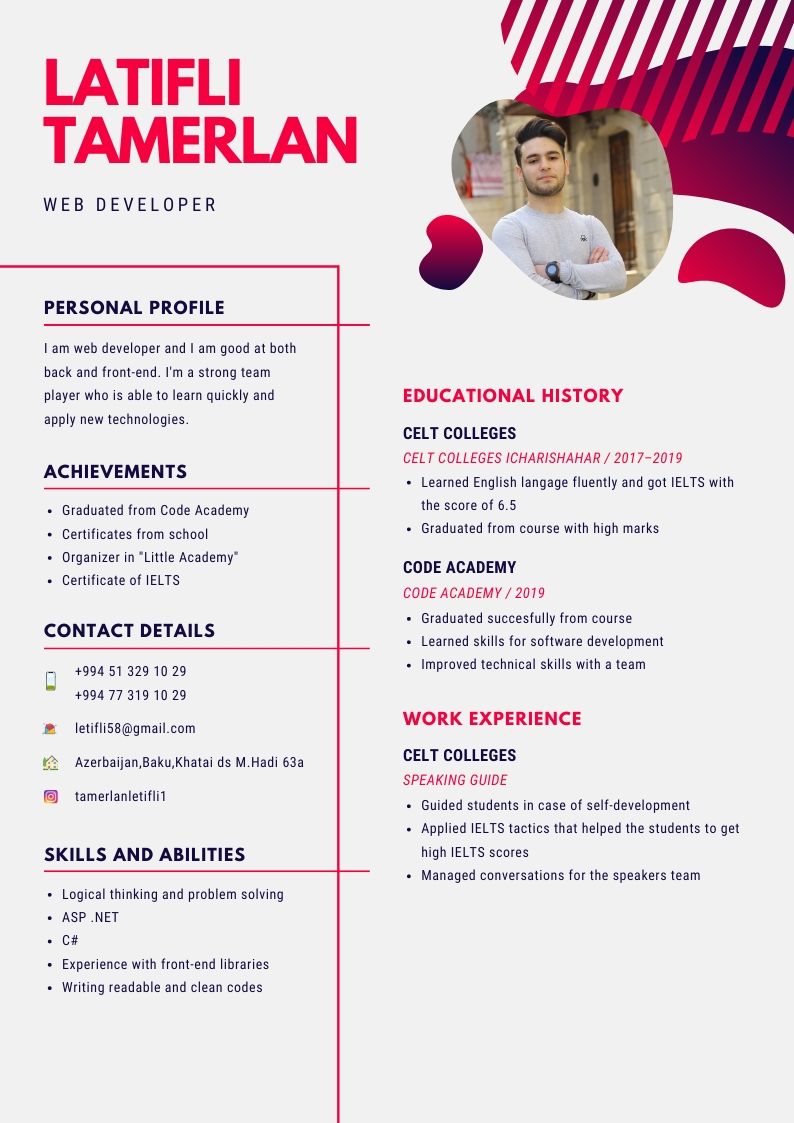 LATIFLI
TAMERLAN
WEB DEVELOPER
PERSONAL PROFILE
I am web developer and I am good at both
back and front-end. I'm a strong team
player who is able to learn quickly and
apply new technologies.
ACHIEVEMENTS
• Graduated from Code Academy
• Certificates from school
• Organizer in "Little Academy"
• Certificate of IELTS
CONTACT DETAILS
+994 51 329 10 29
+994 77 319 10 29
letifli58@gmail.com
Azerbaijan,Baku,Khatai ds M.Hadi 63a
tamerlanletifli1
SKILLS AND ABILITIES
• Logical thinking and problem solving
• ASP .NET
• C#
• Experience with front-end libraries
• Writing readable and clean codes
EDUCATIONAL HISTORY
CELT COLLEGES
CELT COLLEGES ICHARISHAHAR / 2017–2019
• Learned English langage fluently and got IELTS with
the score of 6.5
• Graduated from course with high marks
CODE ACADEMY
CODE ACADEMY / 2019
• Graduated succesfully from course
• Learned skills for software development
• Improved technical skills with a team
WORK EXPERIENCE
CELT COLLEGES
SPEAKING GUIDE
• Guided students in case of self-development
• Applied IELTS tactics that helped the students to get
high IELTS scores
• Managed conversations for the speakers team